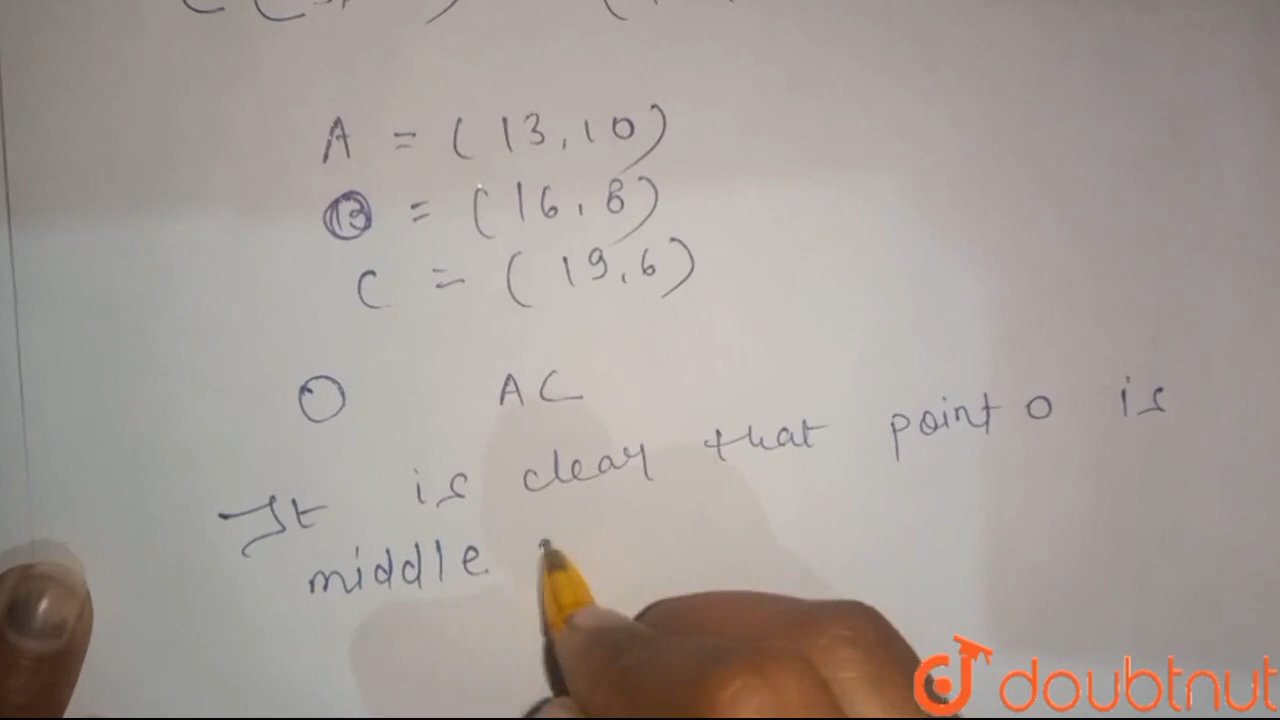 A = (13,10)
= (16,8)
C = (19,6)
O AC
It is clear that point O is
middle
doubtnut